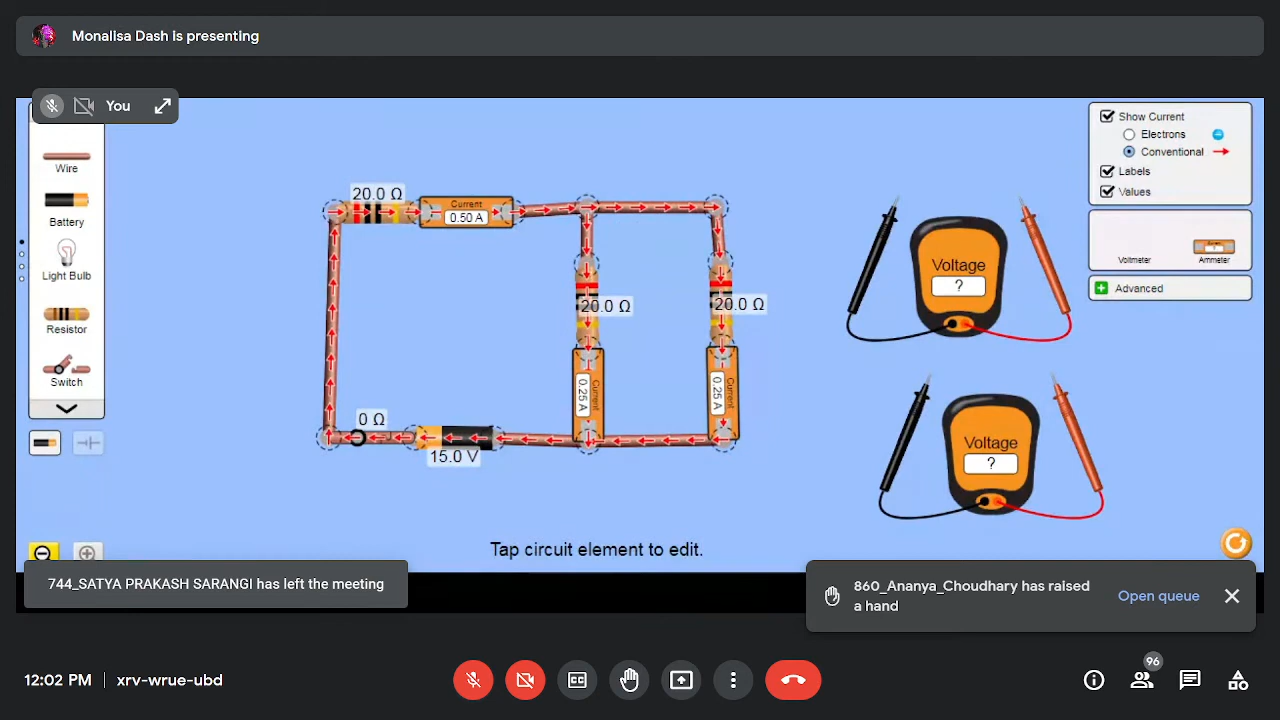 Monalisa Dash is presenting
You
Wire
Battery
Light Bulb
Resistor
Switch
20.0 Ω
Current
0.50 A
20.0 Ω
20.0 Ω
Current
0.25 A
Current
0.25 A
0 Ω
15.0 V
Show Current
Electrons
Conventional
Labels
Values
Voltmeter
Current
?
Ammeter
Advanced
Voltage
?
Voltage
?
Tap circuit element to edit.
744_SATYA PRAKASH SARANGI has left the meeting
860_Ananya_Choudhary has raised
a hand
Open queue
12:02 PM
xrv-wrue-ubd
96